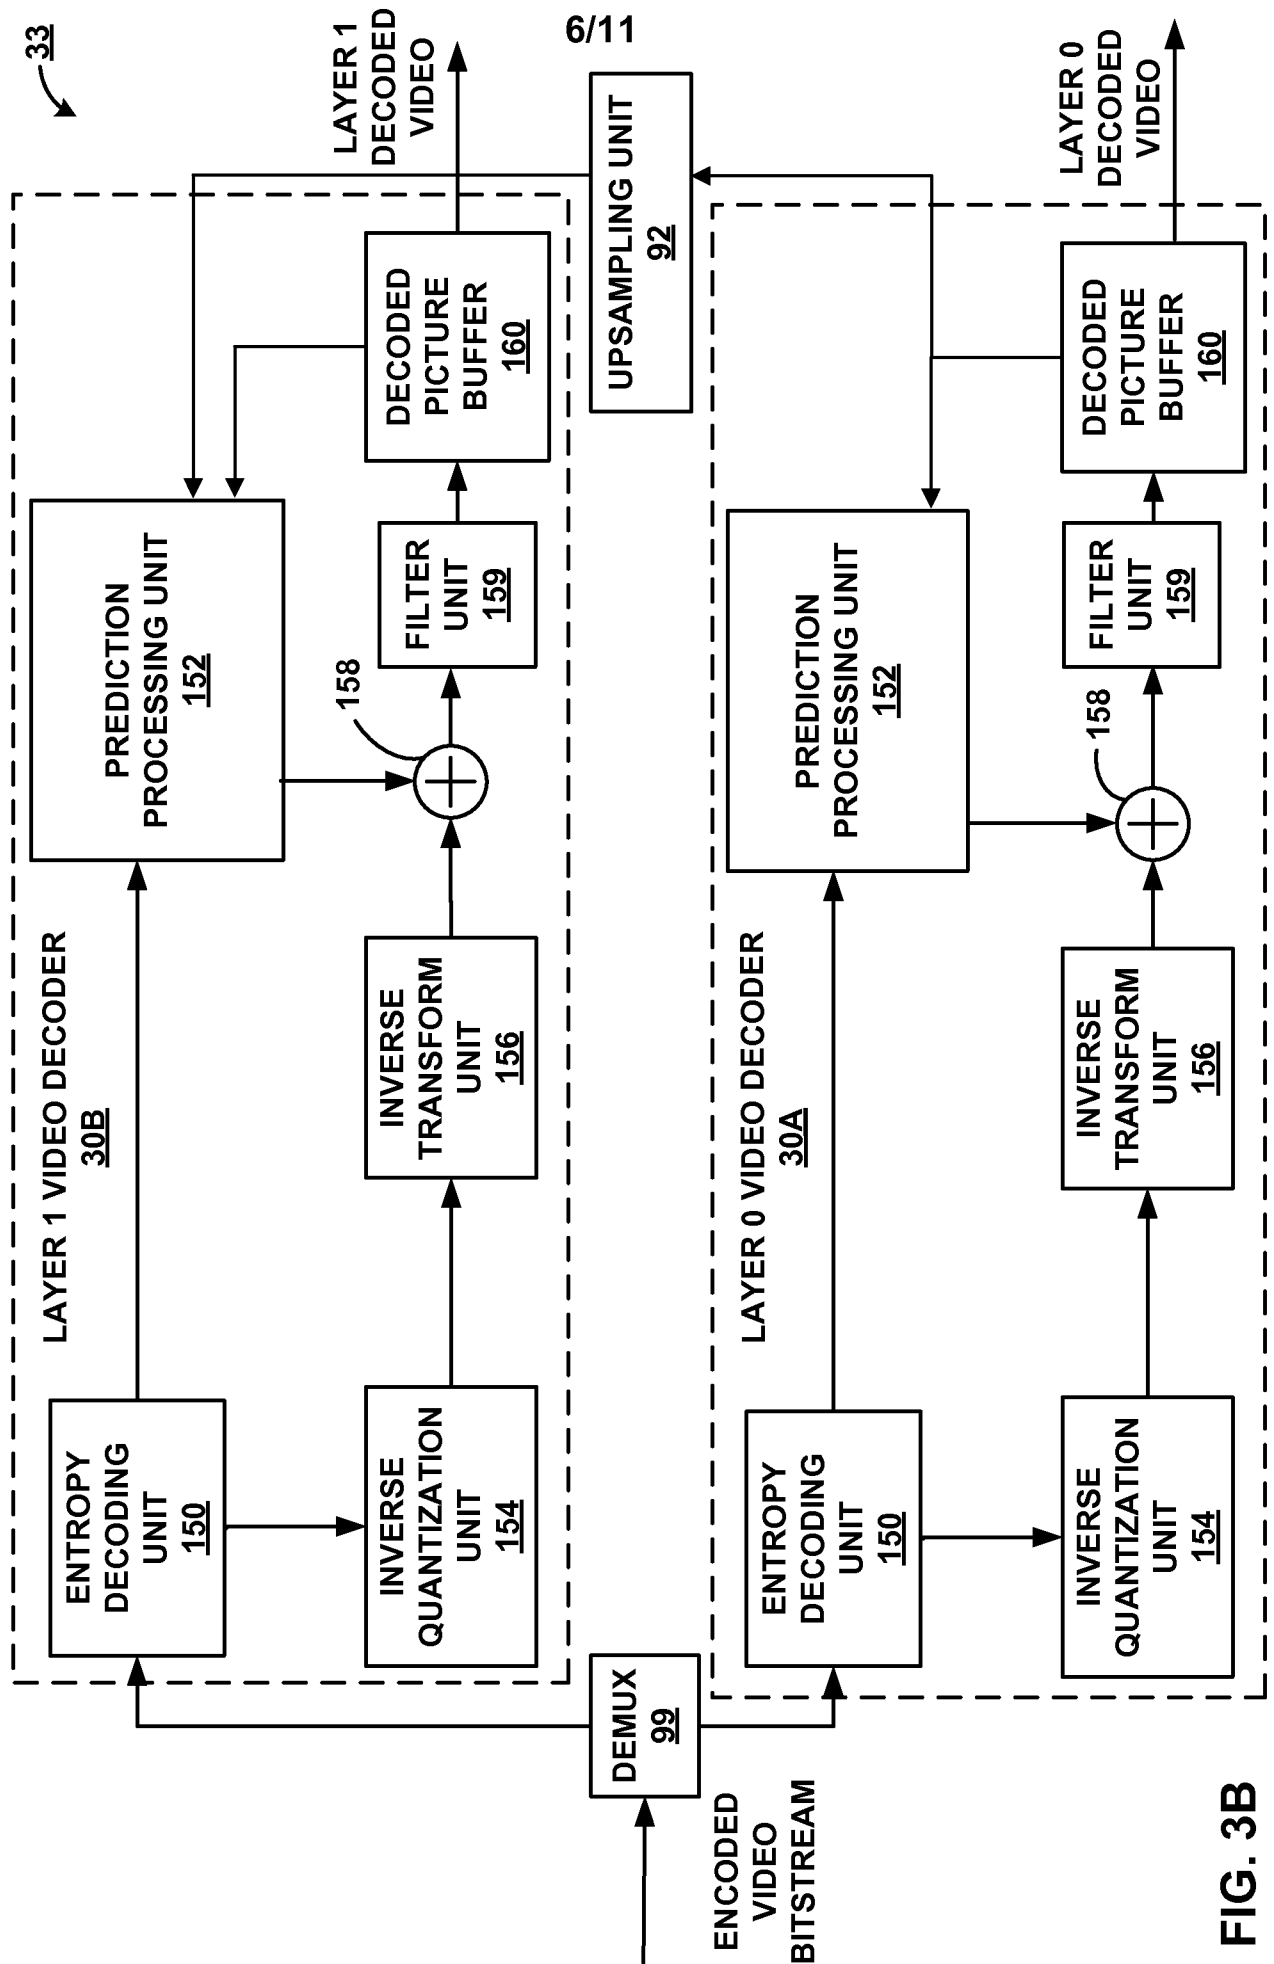 6/11
33
LAYER 1 VIDEO DECODER
30B
ENTROPY
DECODING
UNIT
150
PREDICTION
PROCESSING UNIT
152
INVERSE
QUANTIZATION
UNIT
154
INVERSE
TRANSFORM
UNIT
156
158
FILTER
UNIT
159
DECODED
PICTURE
BUFFER
160
LAYER 1
DECODED
VIDEO
DEMUX
99
UPSAMPLING UNIT
92
ENCODED
VIDEO
BITSTREAM
LAYER 0 VIDEO DECODER
30A
ENTROPY
DECODING
UNIT
150
PREDICTION
PROCESSING UNIT
152
INVERSE
QUANTIZATION
UNIT
154
INVERSE
TRANSFORM
UNIT
156
158
FILTER
UNIT
159
DECODED
PICTURE
BUFFER
160
LAYER 0
DECODED
VIDEO
FIG. 3B